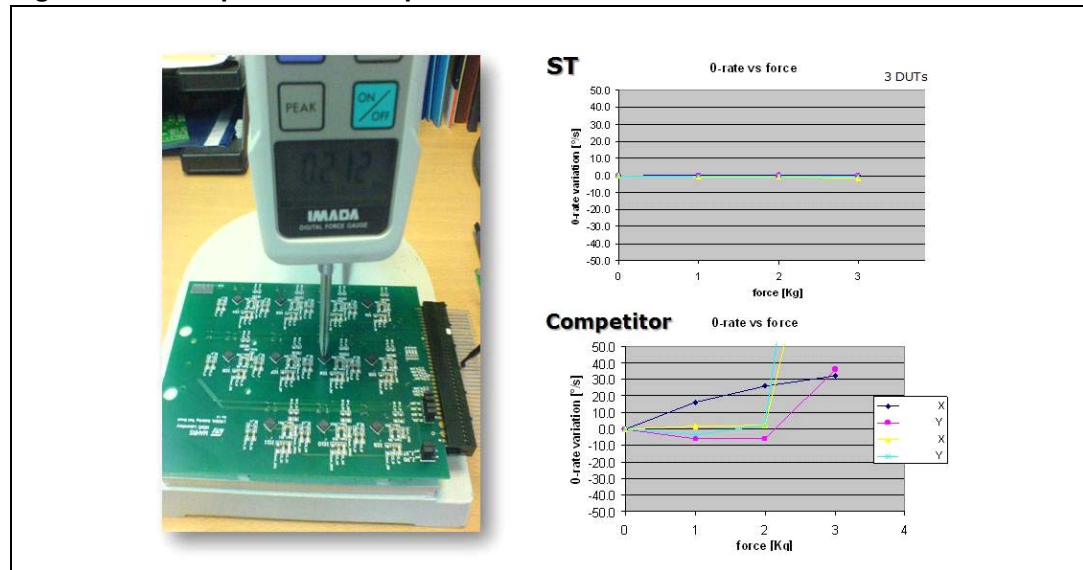 PEAK
ON/OFF
0.212
IMADA
DIGITAL FORCE GAUGE
ST
0-rate vs force
3 DUTs
0-rate variation [°/s]
50.0
40.0
30.0
20.0
10.0
0.0
-10.0
-20.0
-30.0
-40.0
-50.0
0 1 2 3
force [Kg]
Competitor
0-rate vs force
0-rate variation [°/s]
50.0
40.0
30.0
20.0
10.0
0.0
-10.0
-20.0
-30.0
-40.0
-50.0
0 1 2 3 4
force [Kg]
X
Y
X
Y